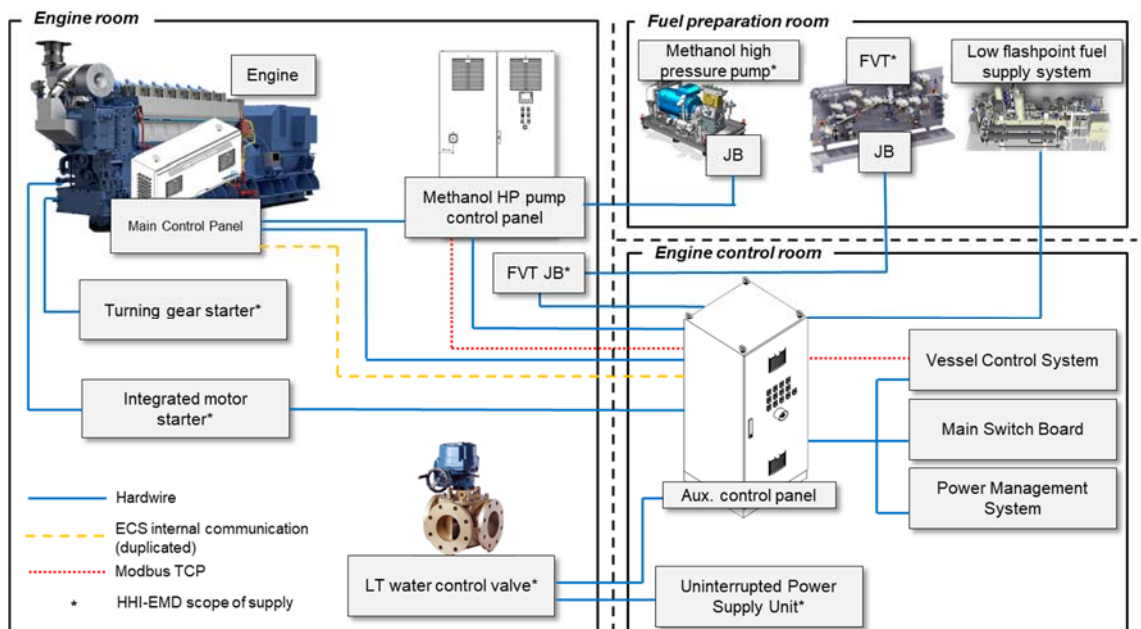 Engine room
Engine
Main Control Panel
Methanol HP pump
control panel
FVT JB*
Turning gear starter*
Integrated motor
starter*
LT water control valve*
Hardwire
ECS internal communication
(duplicated)
Modbus TCP
* HHI-EMD scope of supply
Fuel preparation room
Methanol high
pressure pump*
JB
FVT*
JB
Low flashpoint fuel
supply system
Engine control room
Aux. control panel
Vessel Control System
Main Switch Board
Power Management
System
Uninterrupted Power
Supply Unit*